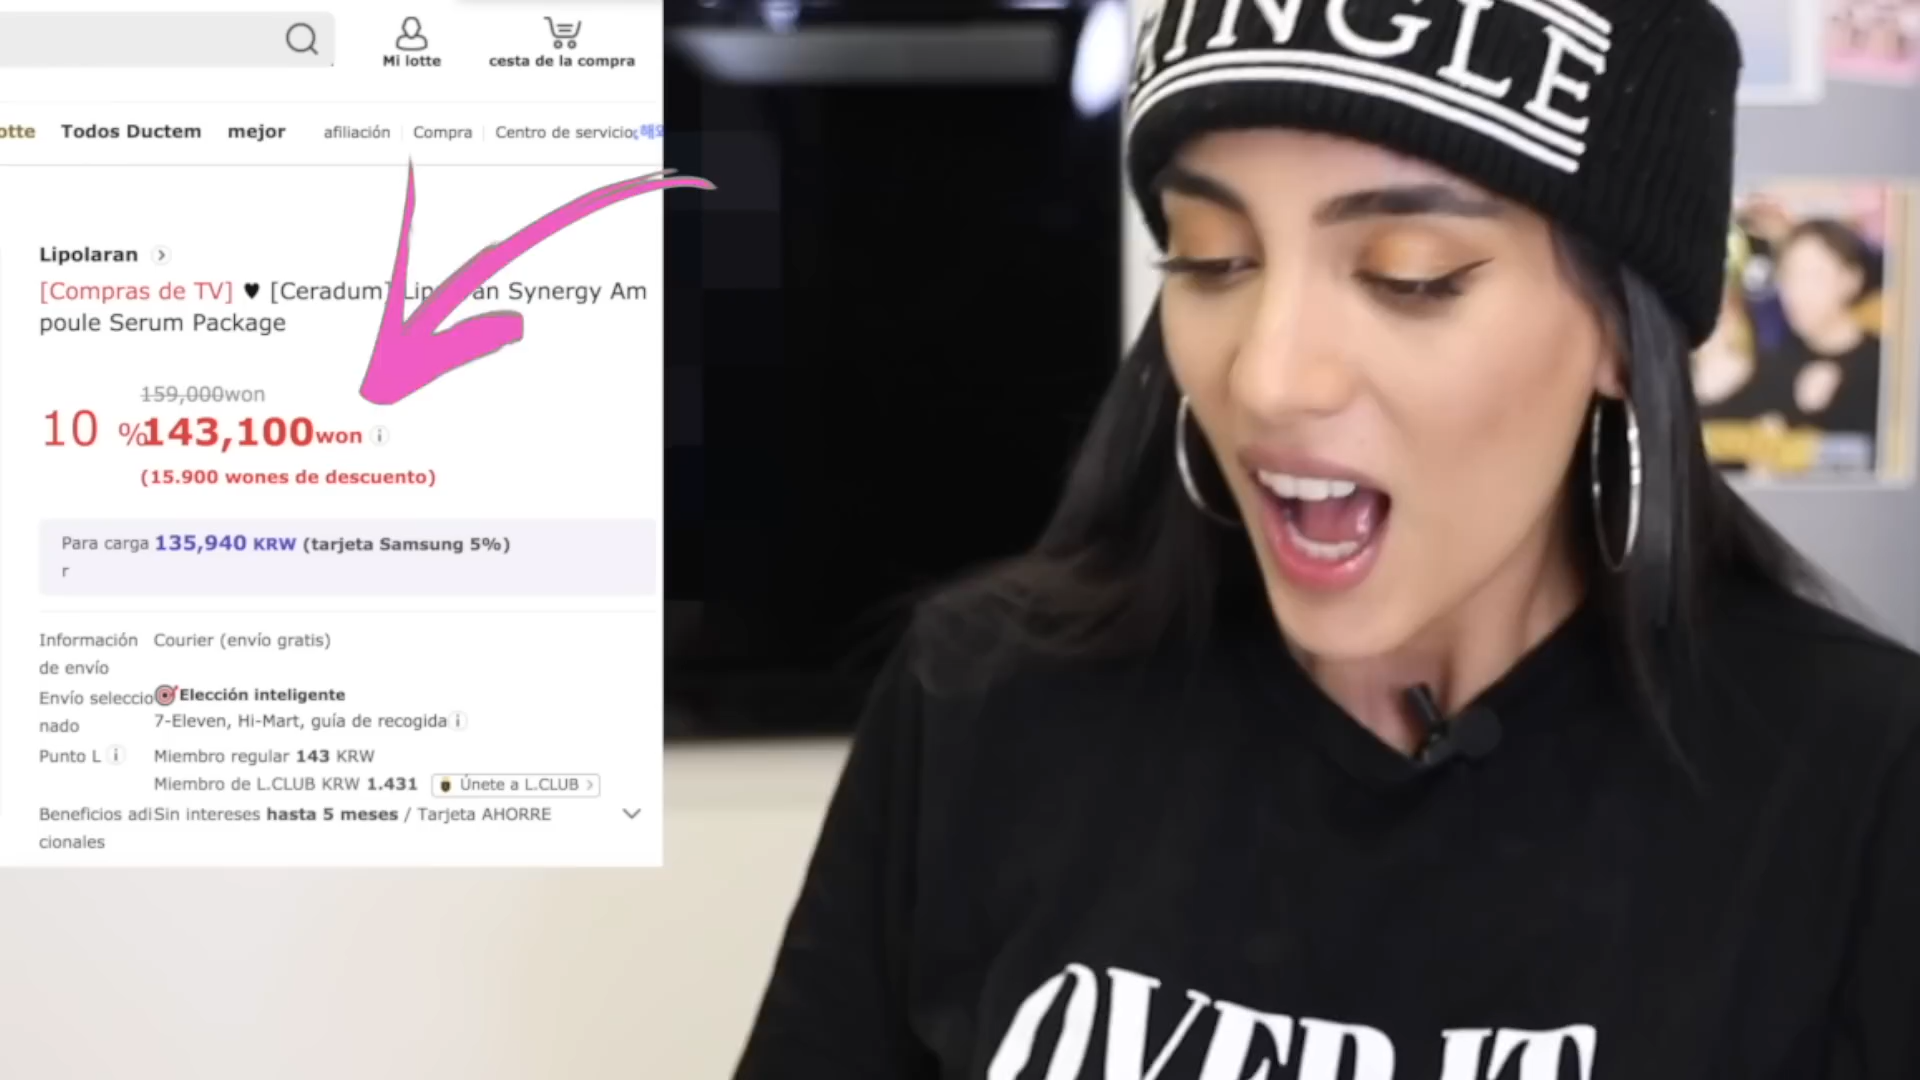 Mi lotte
cesta de la compra
otte Todos Ductem mejor afiliación Compra Centro de servicio
Lipolaran
[Compras de TV] ♥ [Ceradum] Synergy Am
poule Serum Package
159,000won
10 % 143,100won
(15.900 wones de descuento)
Para carga 135,940 KRW (tarjeta Samsung 5%)
r
Información Courier (envío gratis)
de envío
Envío seleccio Elección inteligente
nado 7-Eleven, Hi-Mart, guía de recogida
Punto L Miembro regular 143 KRW
Miembro de L.CLUB KRW 1.431 Únete a L.CLUB
Beneficios adi Sin intereses hasta 5 meses / Tarjeta AHORRE
cionales
INGLE
OVER IT